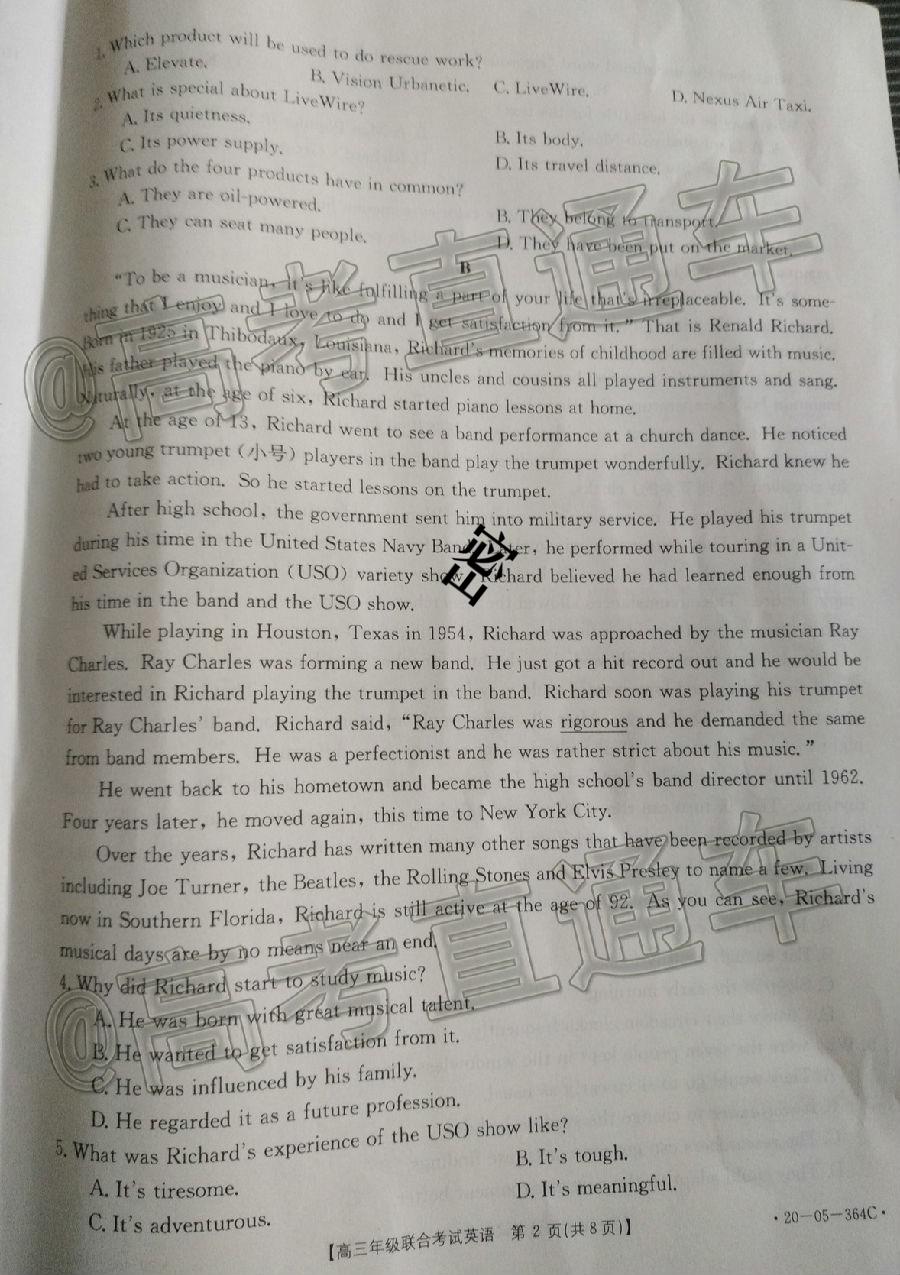 1. Which product will be used to do rescue work?
A. Elevate. B. Vision Urbanetic. C. LiveWire. D. Nexus Air Taxi.
2. What is special about LiveWire?
A. Its quietness. B. Its body.
C. Its power supply. D. Its travel distance.
3. What do the four products have in common?
A. They are oil-powered. B. They belong to transport.
C. They can seat many people. D. They have been put on the market.
B
"To be a musician, it's like fulfilling a part of your life that's irreplaceable. It's some-
thing that I enjoy and I love to do and I get satisfaction from it." That is Renald Richard.
Born in 1925 in Thibodaux, Louisiana, Richard's memories of childhood are filled with music.
His father played the piano by ear. His uncles and cousins all played instruments and sang.
Naturally, at the age of six, Richard started piano lessons at home.
At the age of 13, Richard went to see a band performance at a church dance. He noticed
two young trumpet (小号) players in the band play the trumpet wonderfully. Richard knew he
had to take action. So he started lessons on the trumpet.
After high school, the government sent him into military service. He played his trumpet
during his time in the United States Navy Band. Later, he performed while touring in a Unit-
ed Services Organization (USO) variety show. Richard believed he had learned enough from
his time in the band and the USO show.
While playing in Houston, Texas in 1954, Richard was approached by the musician Ray
Charles. Ray Charles was forming a new band. He just got a hit record out and he would be
interested in Richard playing the trumpet in the band. Richard soon was playing his trumpet
for Ray Charles' band. Richard said, "Ray Charles was rigorous and he demanded the same
from band members. He was a perfectionist and he was rather strict about his music."
He went back to his hometown and became the high school's band director until 1962.
Four years later, he moved again, this time to New York City.
Over the years, Richard has written many other songs that have been recorded by artists
including Joe Turner, the Beatles, the Rolling Stones and Elvis Presley to name a few. Living
now in Southern Florida, Richard is still active at the age of 92. As you can see, Richard's
musical days are by no means near an end.
4. Why did Richard start to study music?
A. He was born with great musical talent.
B. He wanted to get satisfaction from it.
C. He was influenced by his family.
D. He regarded it as a future profession.
5. What was Richard's experience of the USO show like?
A. It's tiresome. B. It's tough.
C. It's adventurous. D. It's meaningful.
【高三年级联合考试英语 第 2 页(共 8 页)】 ·20-05-364C·
@高考直通车
@高考直通车
密